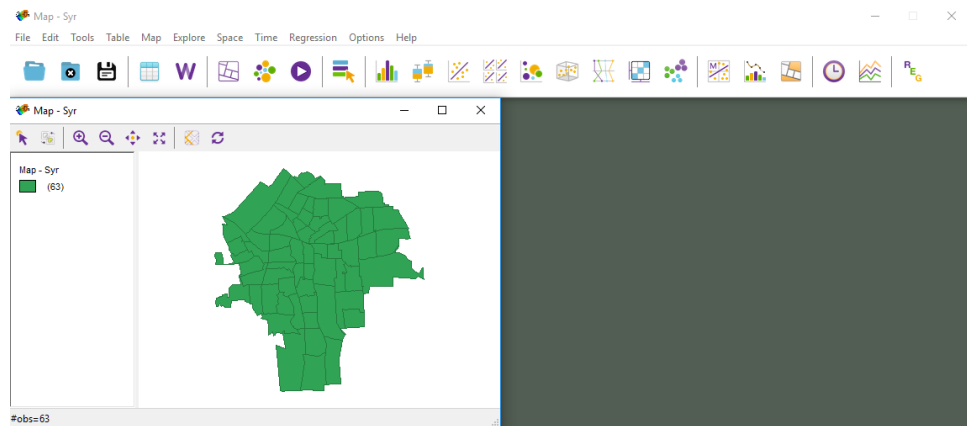 Map - Syr
File Edit Tools Table Map Explore Space Time Regression Options Help
W
M
REG
Map - Syr
Map - Syr
(63)
#obs=63